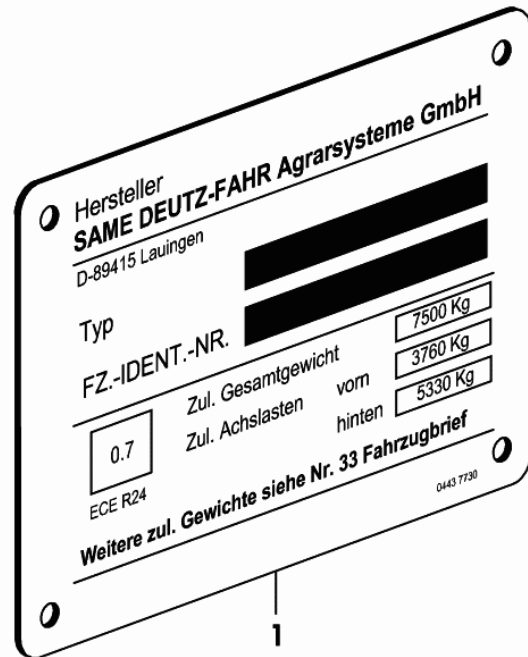 Hersteller
SAME DEUTZ-FAHR Agrarsysteme GmbH
D-89415 Lauingen
Typ
FZ.-IDENT.-NR.
Zul. Gesamtgewicht 7500 Kg
Zul. Achslasten vorn 3760 Kg
hinten 5330 Kg
0.7
ECE R24
Weitere zul. Gewichte siehe Nr. 33 Fahrzugbrief
0443 7730
1